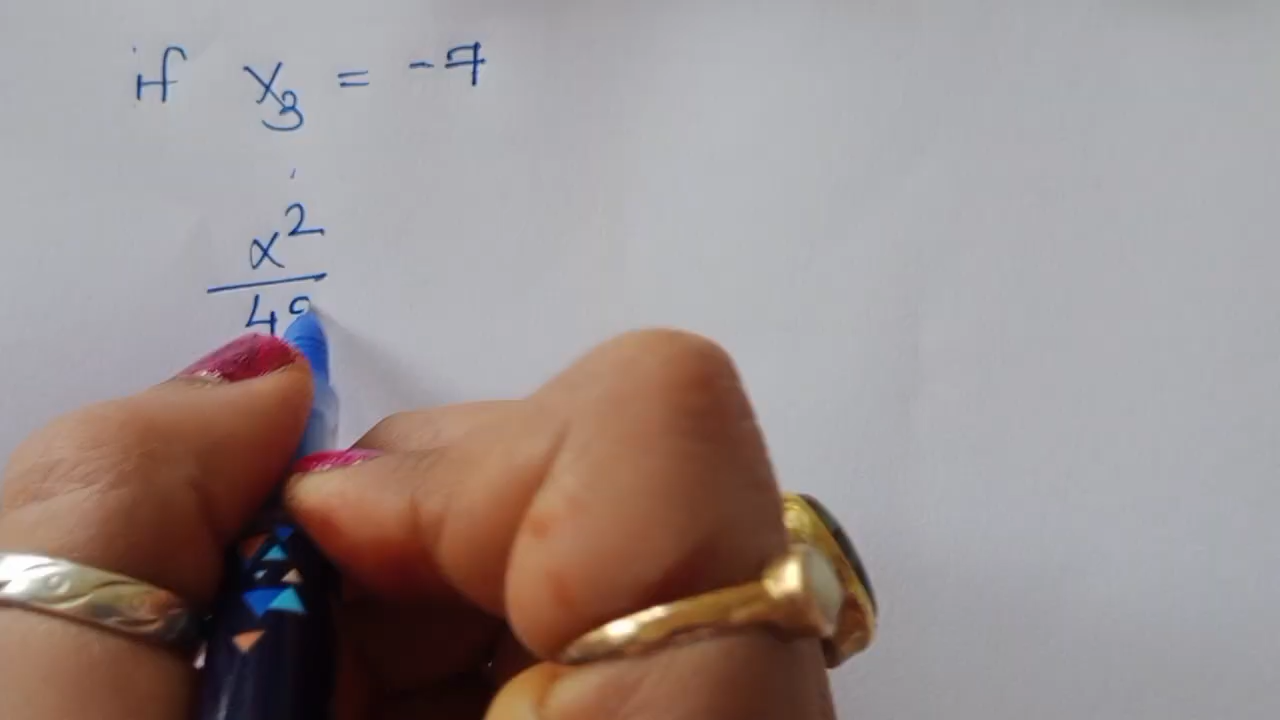 if x₃ = -7
x²
4